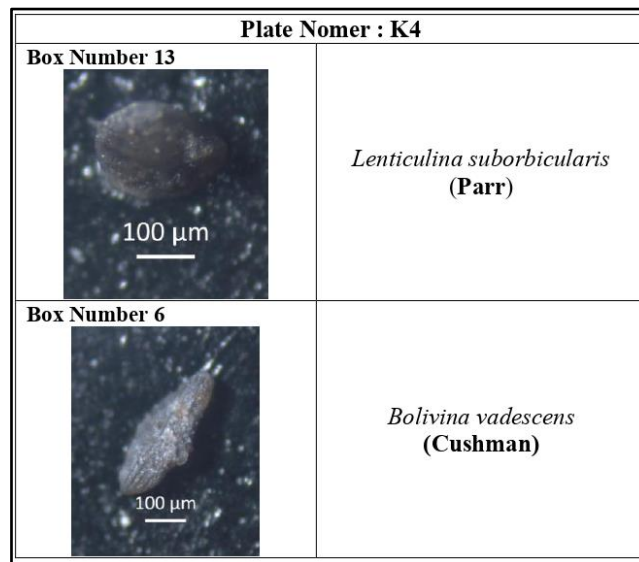 Plate Nomer : K4
Box Number 13
100 µm
Lenticulina suborbicularis
(Parr)
Box Number 6
100 µm
Bolivina vadescens
(Cushman)